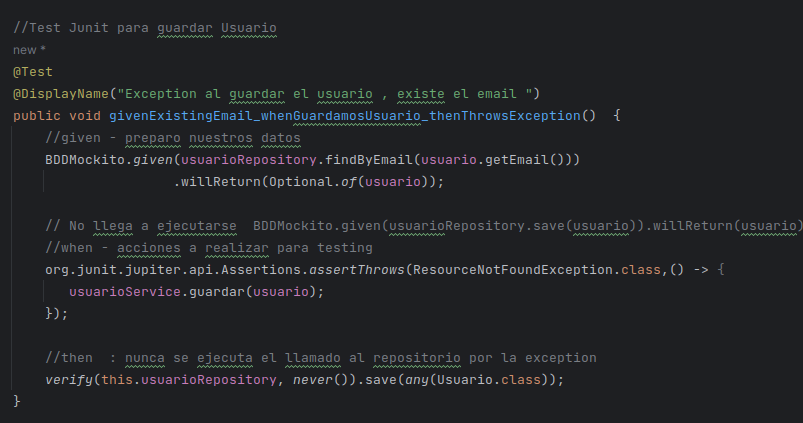 //Test Junit para guardar Usuario
new *
@Test
@DisplayName("Exception al guardar el usuario , existe el email ")
public void givenExistingEmail_whenGuardamosUsuario_thenThrowsException()  {
//given - preparo nuestros datos
BDDMockito.given(usuarioRepository.findByEmail(usuario.getEmail()))
.willReturn(Optional.of(usuario));
// No llega a ejecutarse  BDDMockito.given(usuarioRepository.save(usuario)).willReturn(usuario)
//when - acciones a realizar para testing
org.junit.jupiter.api.Assertions.assertThrows(ResourceNotFoundException.class,() -> {
usuarioService.guardar(usuario);
});
//then  : nunca se ejecuta el llamado al repositorio por la exception
verify(this.usuarioRepository, never()).save(any(Usuario.class));
}